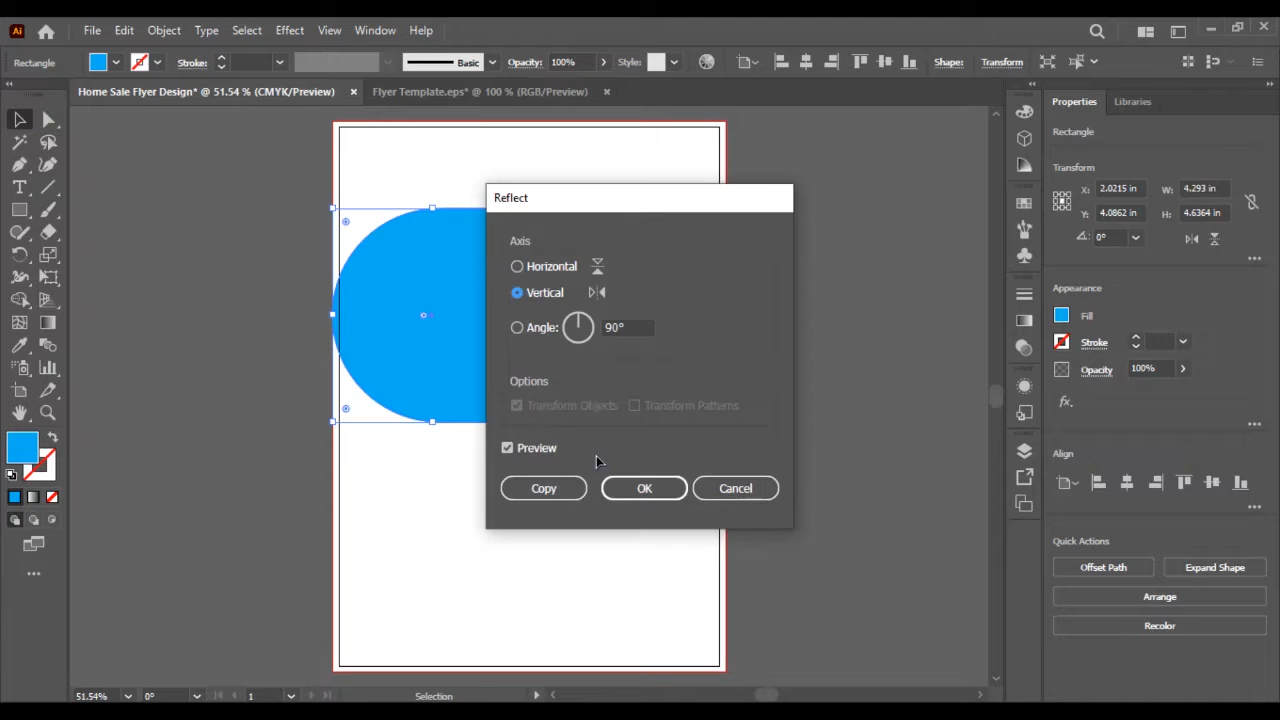 Ai File Edit Object Type Select Effect View Window Help
Rectangle Stroke: Basic Opacity: 100% Style: Shape: Transform
Home Sale Flyer Design* @ 51.54 % (CMYK/Preview) × Flyer Template.eps* @ 100 % (RGB/Preview) ×
Properties Libraries
Rectangle
Transform
X: 2.0215 in W: 4.293 in
Y: 4.0862 in H: 4.6364 in
0°
Appearance
Fill
Stroke
Opacity 100%
fx.
Align
Quick Actions
Offset Path Expand Shape
Arrange
Recolor
Reflect
Axis
Horizontal
Vertical
Angle: 90°
Options
Transform Objects Transform Patterns
Preview
Copy OK Cancel
51.54% 0° 1 Selection